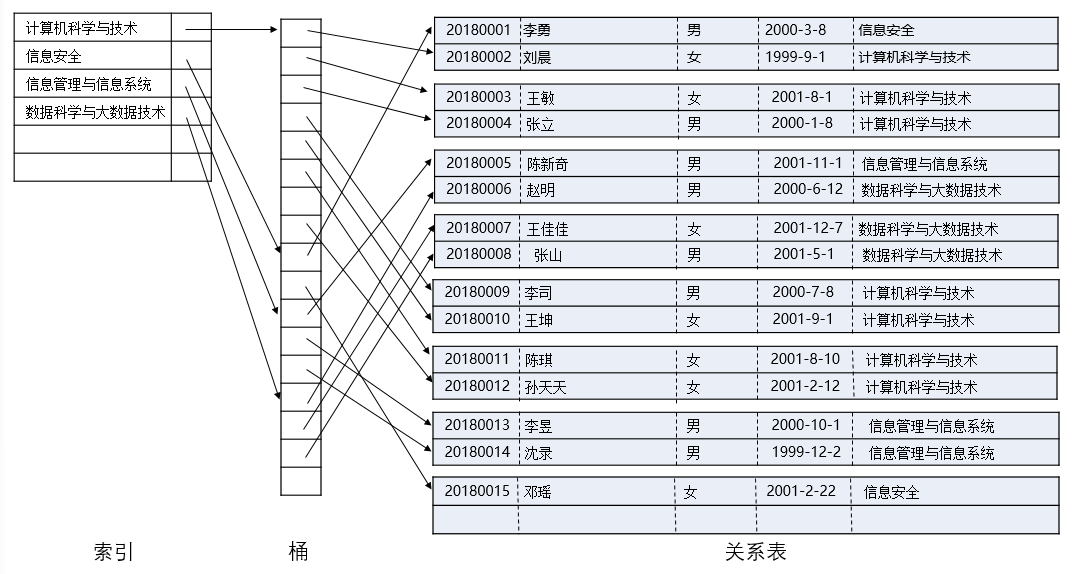 计算机科学与技术
信息安全
信息管理与信息系统
数据科学与大数据技术
20180001 李勇 男 2000-3-8 信息安全
20180002 刘晨 女 1999-9-1 计算机科学与技术
20180003 王敏 女 2001-8-1 计算机科学与技术
20180004 张立 男 2000-1-8 计算机科学与技术
20180005 陈新奇 男 2001-11-1 信息管理与信息系统
20180006 赵明 男 2000-6-12 数据科学与大数据技术
20180007 王佳佳 女 2001-12-7 数据科学与大数据技术
20180008 张山 男 2001-5-1 数据科学与大数据技术
20180009 李司 男 2000-7-8 计算机科学与技术
20180010 王坤 女 2001-9-1 计算机科学与技术
20180011 陈琪 女 2001-8-10 计算机科学与技术
20180012 孙天天 女 2001-2-12 计算机科学与技术
20180013 李昱 男 2000-10-1 信息管理与信息系统
20180014 沈录 男 1999-12-2 信息管理与信息系统
20180015 邓瑶 女 2001-2-22 信息安全
索引 桶 关系表